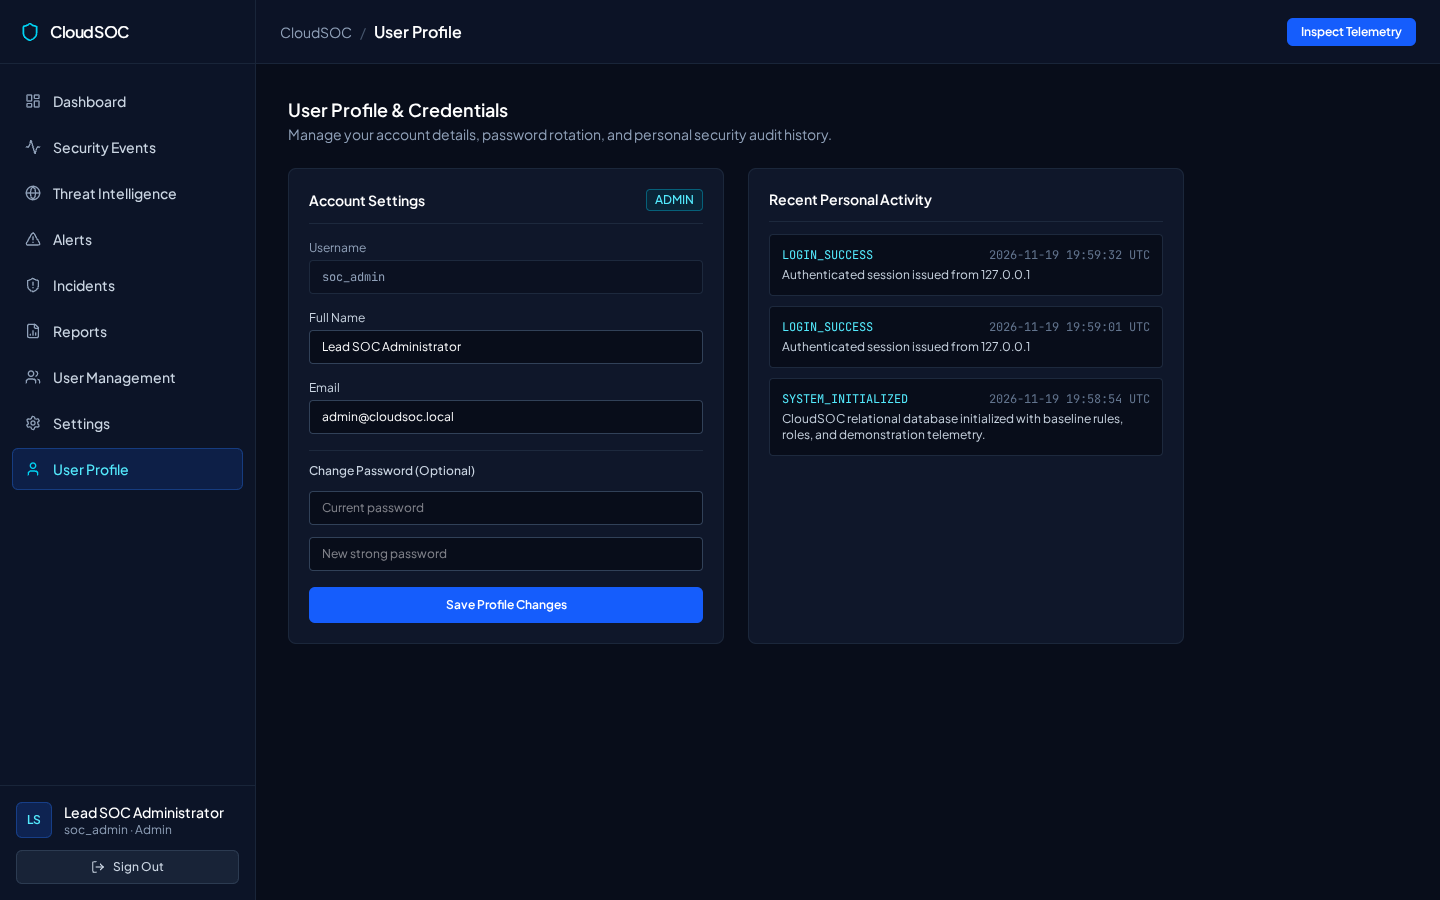 CloudSOC
CloudSOC / User Profile
Inspect Telemetry
Dashboard
Security Events
Threat Intelligence
Alerts
Incidents
Reports
User Management
Settings
User Profile
User Profile & Credentials
Manage your account details, password rotation, and personal security audit history.
Account Settings
ADMIN
Username
soc_admin
Full Name
Lead SOC Administrator
Email
admin@cloudsoc.local
Change Password (Optional)
Current password
New strong password
Save Profile Changes
Recent Personal Activity
LOGIN_SUCCESS 2026-11-19 19:59:32 UTC
Authenticated session issued from 127.0.0.1
LOGIN_SUCCESS 2026-11-19 19:59:01 UTC
Authenticated session issued from 127.0.0.1
SYSTEM_INITIALIZED 2026-11-19 19:58:54 UTC
CloudSOC relational database initialized with baseline rules,
roles, and demonstration telemetry.
LS
Lead SOC Administrator
soc_admin · Admin
Sign Out